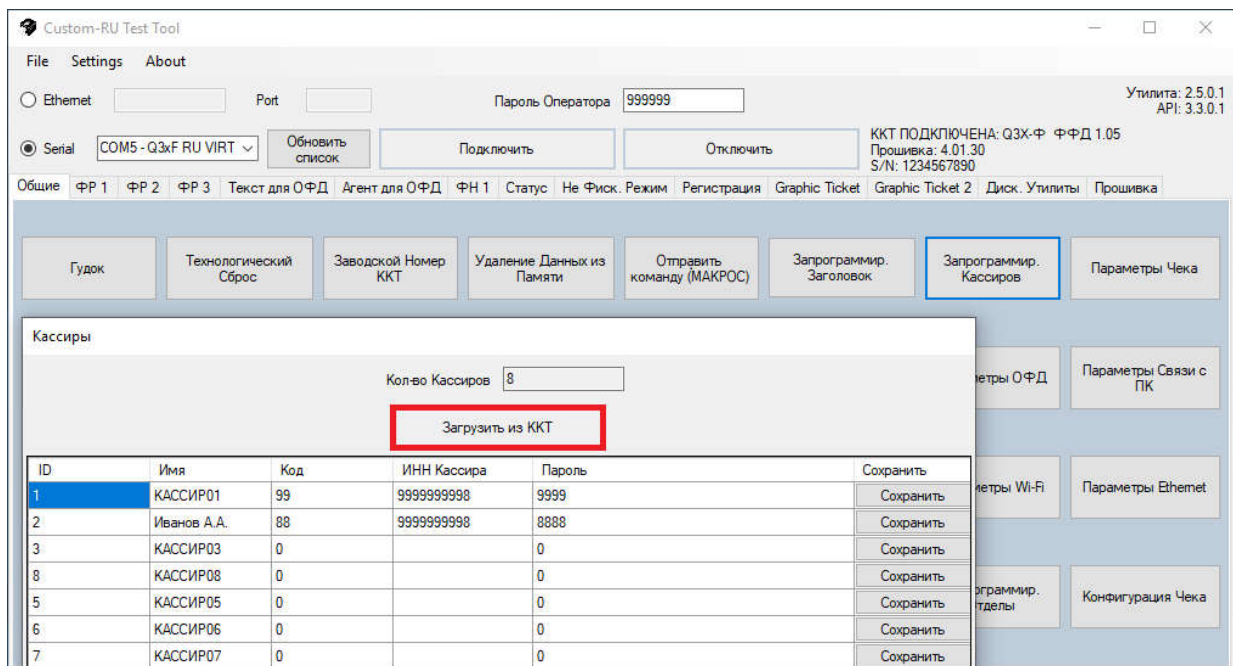 Custom-RU Test Tool
File Settings About
Ethernet Port Пароль Оператора 999999 Утилита: 2.5.0.1
API: 3.3.0.1
Serial COM5 - Q3xF RU VIRT Обновить список Подключить Отключить
ККТ ПОДКЛЮЧЕНА: Q3X-Ф ФФД 1.05
Прошивка: 4.01.30
S/N: 1234567890
Общие ФР 1 ФР 2 ФР 3 Текст для ОФД Агент для ОФД ФН 1 Статус Не Фиск. Режим Регистрация Graphic Ticket Graphic Ticket 2 Диск. Утилиты Прошивка
Гудок
Технологический
Сброс
Заводской Номер
ККТ
Удаление Данных из
Памяти
Отправить
команду (МАКРОС)
Запрограммир.
Заголовок
Запрограммир.
Кассиров
Параметры Чека
Кассиры
Кол-во Кассиров 8
Загрузить из ККТ
ID Имя Код ИНН Кассира Пароль Сохранить
1 КАССИР01 99 9999999998 9999 Сохранить
2 Иванов А.А. 88 9999999998 8888 Сохранить
3 КАССИР03 0 0 Сохранить
8 КАССИР08 0 0 Сохранить
5 КАССИР05 0 0 Сохранить
6 КАССИР06 0 0 Сохранить
7 КАССИР07 0 0 Сохранить
етры ОФД
Параметры Связи с
ПК
метры Wi-Fi
Параметры Ethernet
ограммир.
тделы
Конфигурация Чека